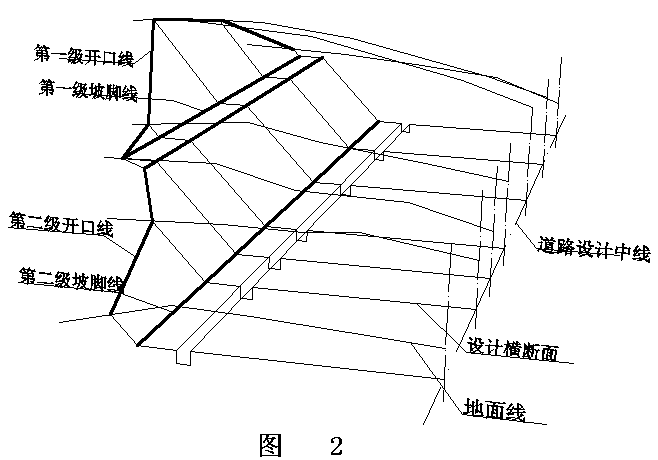 第一级开口线
第一级坡脚线
第二级开口线
道路设计中线
第二级坡脚线
设计横断面
地面线
图 2